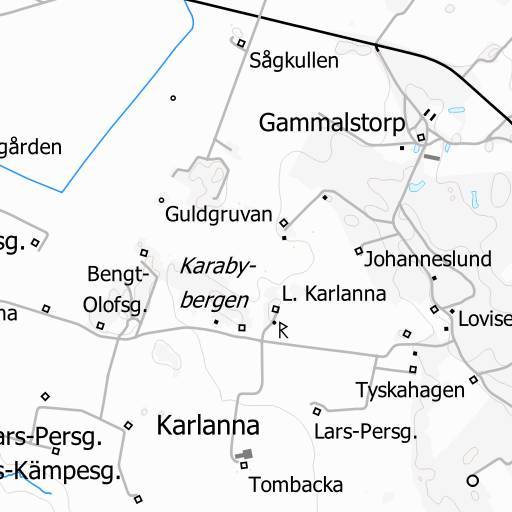 Sågkullen
Gammalstorp
gården
Guldgruvan
sg.
Karaby-
bergen
Johanneslund
Bengt-
Olofsg.
L. Karlanna
na
Lovise
Tyskahagen
Karlanna
Lars-Persg.
ars-Persg.
s-Kämpesg.
Tombacka